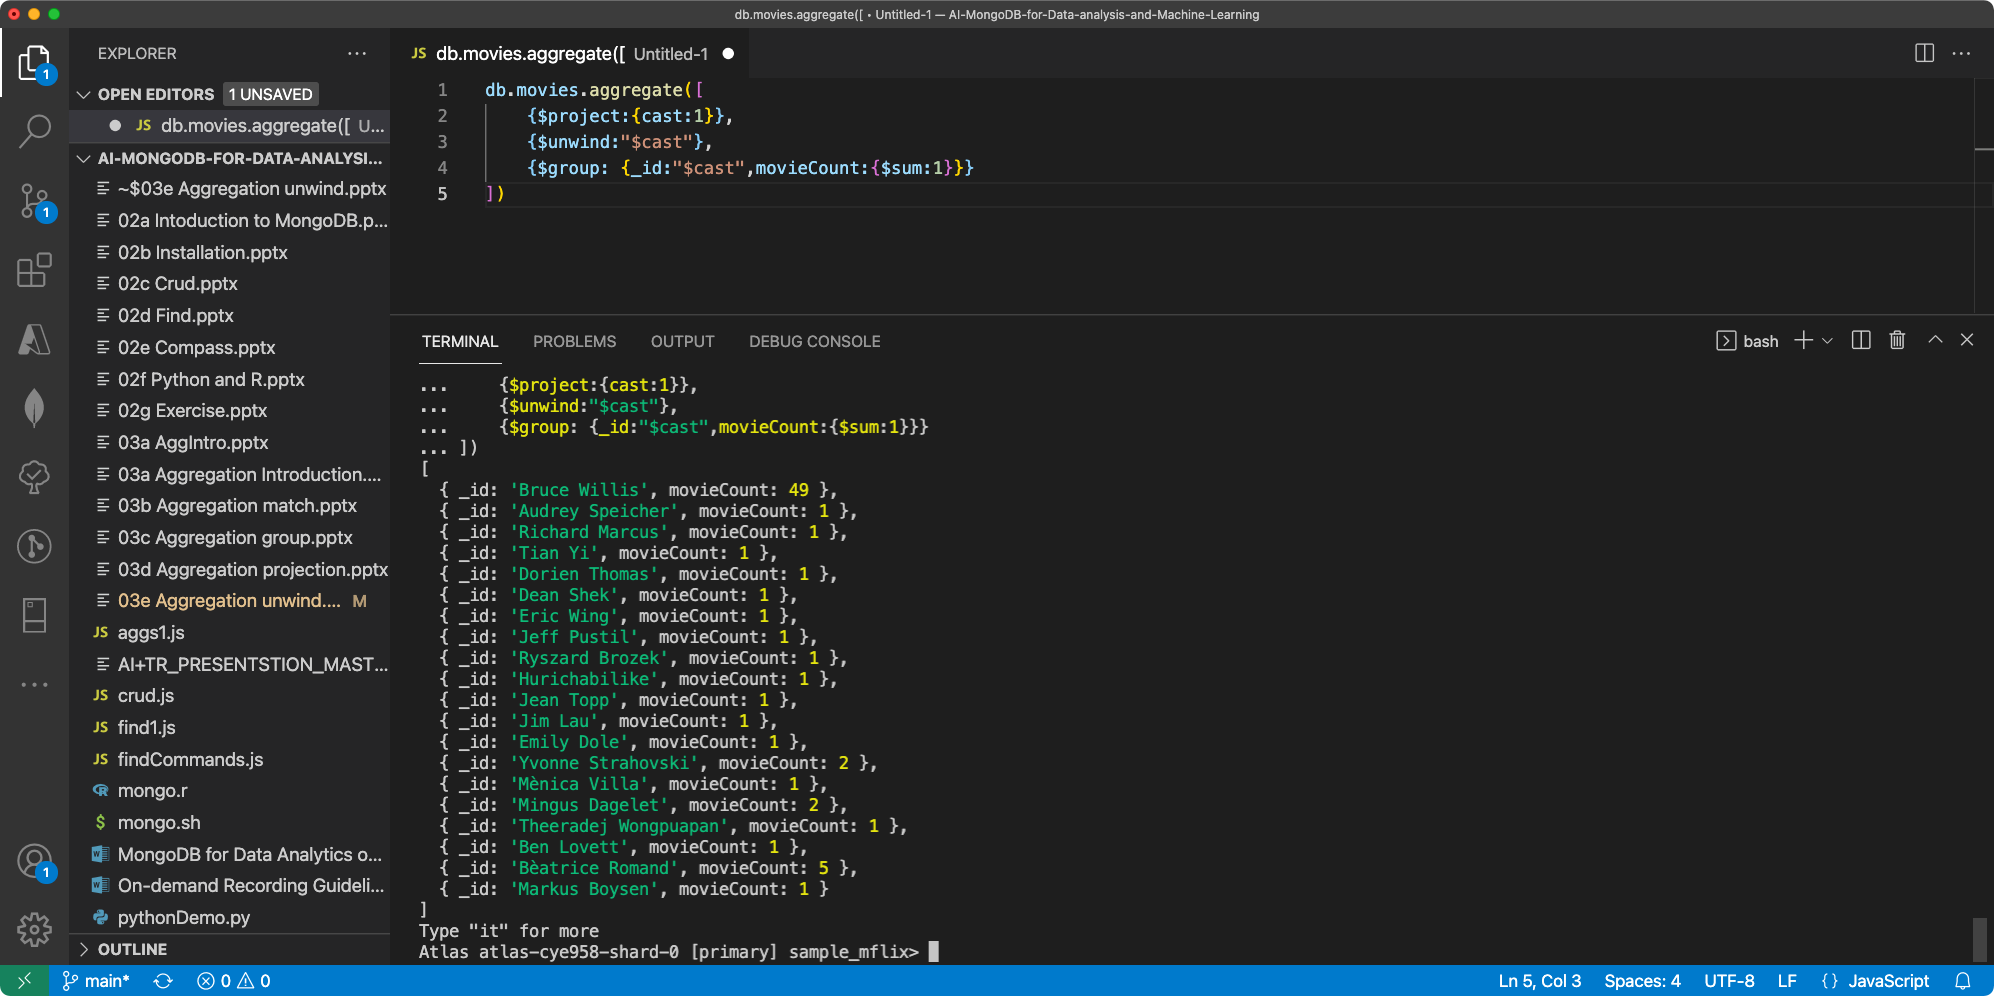 db.movies.aggregate([ • Untitled-1 — AI-MongoDB-for-Data-analysis-and-Machine-Learning
EXPLORER
OPEN EDITORS 1 UNSAVED
JS db.movies.aggregate([ U...
AI-MONGODB-FOR-DATA-ANALYSI...
~$03e Aggregation unwind.pptx
02a Intoduction to MongoDB.p...
02b Installation.pptx
02c Crud.pptx
02d Find.pptx
02e Compass.pptx
02f Python and R.pptx
02g Exercise.pptx
03a AggIntro.pptx
03a Aggregation Introduction....
03b Aggregation match.pptx
03c Aggregation group.pptx
03d Aggregation projection.pptx
03e Aggregation unwind.... M
JS aggs1.js
AI+TR_PRESENTSTION_MAST...
JS crud.js
JS find1.js
JS findCommands.js
R mongo.r
$ mongo.sh
W MongoDB for Data Analytics o...
W On-demand Recording Guideli...
pythonDemo.py
OUTLINE
1
1
1
JS db.movies.aggregate([ Untitled-1
1 db.movies.aggregate([
2 {$project:{cast:1}},
3 {$unwind:"$cast"},
4 {$group: {_id:"$cast",movieCount:{$sum:1}}}
5 ])
TERMINAL PROBLEMS OUTPUT DEBUG CONSOLE
bash
... {$project:{cast:1}},
... {$unwind:"$cast"},
... {$group: {_id:"$cast",movieCount:{$sum:1}}}
... ])
[
{ _id: 'Bruce Willis', movieCount: 49 },
{ _id: 'Audrey Speicher', movieCount: 1 },
{ _id: 'Richard Marcus', movieCount: 1 },
{ _id: 'Tian Yi', movieCount: 1 },
{ _id: 'Dorien Thomas', movieCount: 1 },
{ _id: 'Dean Shek', movieCount: 1 },
{ _id: 'Eric Wing', movieCount: 1 },
{ _id: 'Jeff Pustil', movieCount: 1 },
{ _id: 'Ryszard Brozek', movieCount: 1 },
{ _id: 'Hurichabilike', movieCount: 1 },
{ _id: 'Jean Topp', movieCount: 1 },
{ _id: 'Jim Lau', movieCount: 1 },
{ _id: 'Emily Dole', movieCount: 1 },
{ _id: 'Yvonne Strahovski', movieCount: 2 },
{ _id: 'Mènica Villa', movieCount: 1 },
{ _id: 'Mingus Dagelet', movieCount: 2 },
{ _id: 'Theeradej Wongpuapan', movieCount: 1 },
{ _id: 'Ben Lovett', movieCount: 1 },
{ _id: 'Bèatrice Romand', movieCount: 5 },
{ _id: 'Markus Boysen', movieCount: 1 }
]
Type "it" for more
Atlas atlas-cye958-shard-0 [primary] sample_mflix>
main* 0 0 Ln 5, Col 3 Spaces: 4 UTF-8 LF {} JavaScript